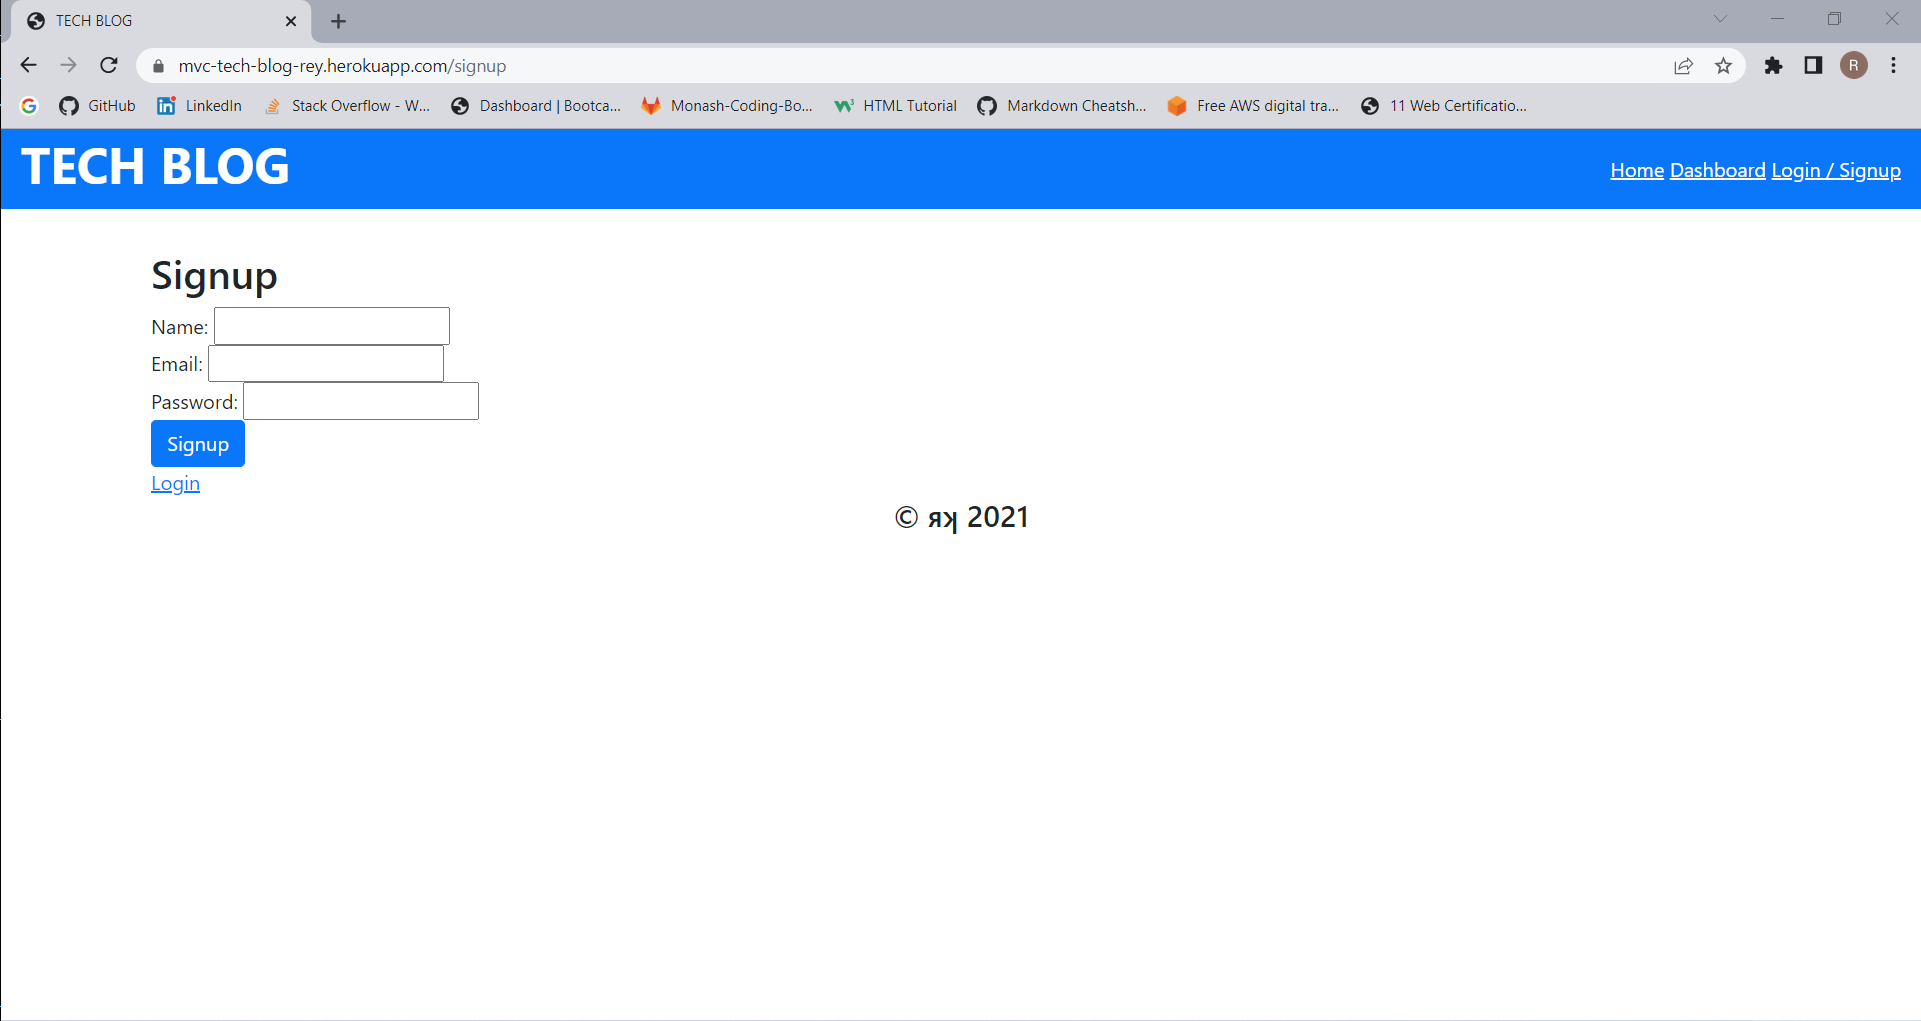 TECH BLOG
mvc-tech-blog-rey.herokuapp.com/signup
R
GitHub LinkedIn Stack Overflow - W... Dashboard | Bootca... Monash-Coding-Bo... HTML Tutorial Markdown Cheatsh... Free AWS digital tra... 11 Web Certificatio...
TECH BLOG
Home Dashboard Login / Signup
Signup
Name:
Email:
Password:
Signup
Login
© Ꞃʞ 2021